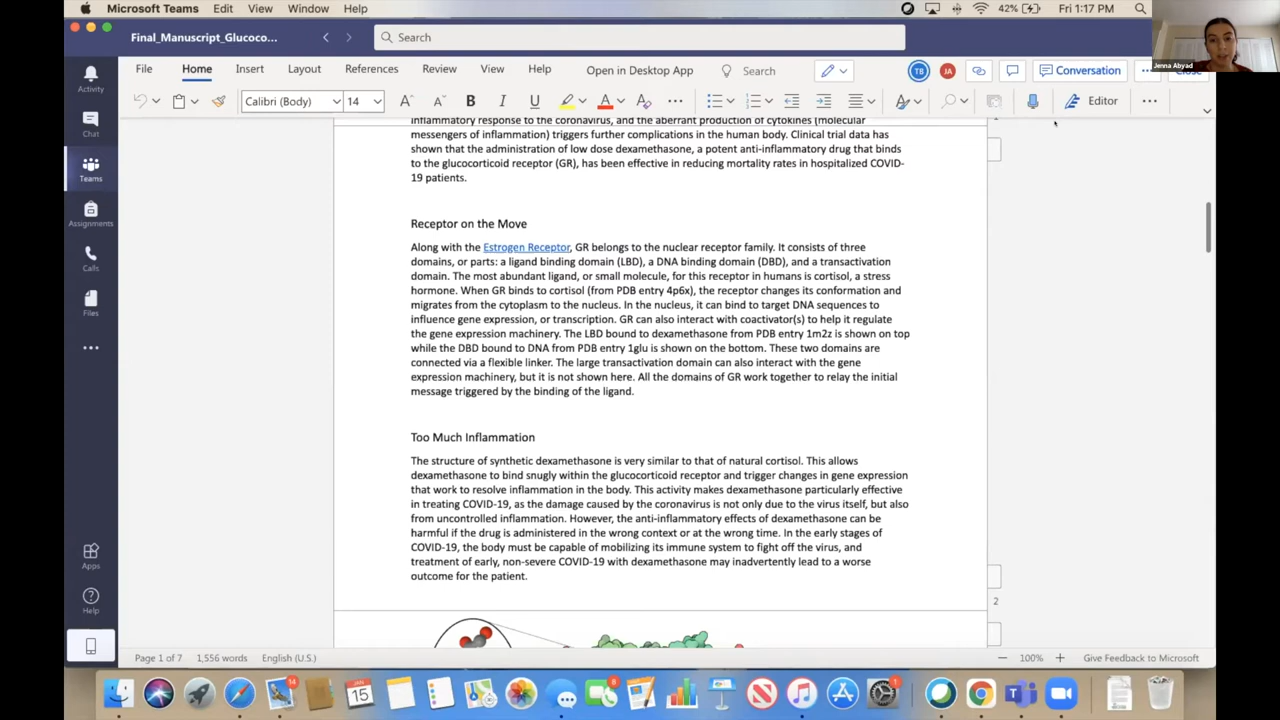 Microsoft Teams Edit View Window Help
42% Fri 1:17 PM
Final_Manuscript_Glucoco...
Search
Jenna Abyad
File Home Insert Layout References Review View Help Open in Desktop App Search TB JA Conversation ... Close
Calibri (Body) 14 A A B I U A A ... Editor ...
Activity
Chat
Teams
Assignments
Calls
Files
Apps
Help
inflammatory response to the coronavirus, and the aberrant production of cytokines (molecular
messengers of inflammation) triggers further complications in the human body. Clinical trial data has
shown that the administration of low dose dexamethasone, a potent anti-inflammatory drug that binds
to the glucocorticoid receptor (GR), has been effective in reducing mortality rates in hospitalized COVID-
19 patients.
Receptor on the Move
Along with the Estrogen Receptor, GR belongs to the nuclear receptor family. It consists of three
domains, or parts: a ligand binding domain (LBD), a DNA binding domain (DBD), and a transactivation
domain. The most abundant ligand, or small molecule, for this receptor in humans is cortisol, a stress
hormone. When GR binds to cortisol (from PDB entry 4p6x), the receptor changes its conformation and
migrates from the cytoplasm to the nucleus. In the nucleus, it can bind to target DNA sequences to
influence gene expression, or transcription. GR can also interact with coactivator(s) to help it regulate
the gene expression machinery. The LBD bound to dexamethasone from PDB entry 1m2z is shown on top
while the DBD bound to DNA from PDB entry 1glu is shown on the bottom. These two domains are
connected via a flexible linker. The large transactivation domain can also interact with the gene
expression machinery, but it is not shown here. All the domains of GR work together to relay the initial
message triggered by the binding of the ligand.
Too Much Inflammation
The structure of synthetic dexamethasone is very similar to that of natural cortisol. This allows
dexamethasone to bind snugly within the glucocorticoid receptor and trigger changes in gene expression
that work to resolve inflammation in the body. This activity makes dexamethasone particularly effective
in treating COVID-19, as the damage caused by the coronavirus is not only due to the virus itself, but also
from uncontrolled inflammation. However, the anti-inflammatory effects of dexamethasone can be
harmful if the drug is administered in the wrong context or at the wrong time. In the early stages of
COVID-19, the body must be capable of mobilizing its immune system to fight off the virus, and
treatment of early, non-severe COVID-19 with dexamethasone may inadvertently lead to a worse
outcome for the patient.
2
Page 1 of 7 1,556 words English (U.S.) 100% Give Feedback to Microsoft
14 JAN 15 8 1